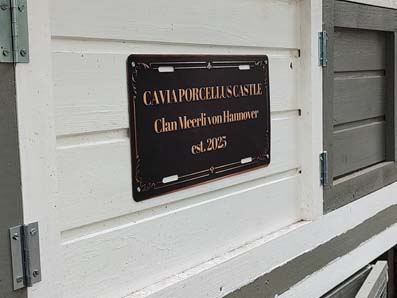 CAVIA PORCELLUS CASTLE
Clan Meerli von Hannover
est. 2025